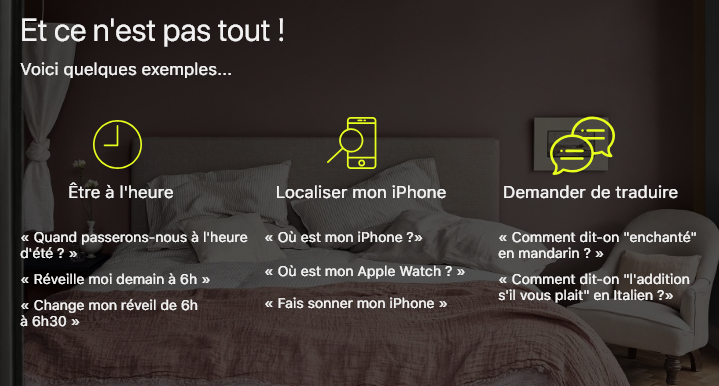 Et ce n'est pas tout !
Voici quelques exemples...
Être à l'heure
« Quand passerons-nous à l'heure
d'été ? »
« Réveille moi demain à 6h »
« Change mon réveil de 6h
à 6h30 »
Localiser mon iPhone
« Où est mon iPhone ?»
« Où est mon Apple Watch ? »
« Fais sonner mon iPhone »
Demander de traduire
« Comment dit-on "enchanté"
en mandarin ? »
« Comment dit-on "l'addition
s'il vous plait" en Italien ?»